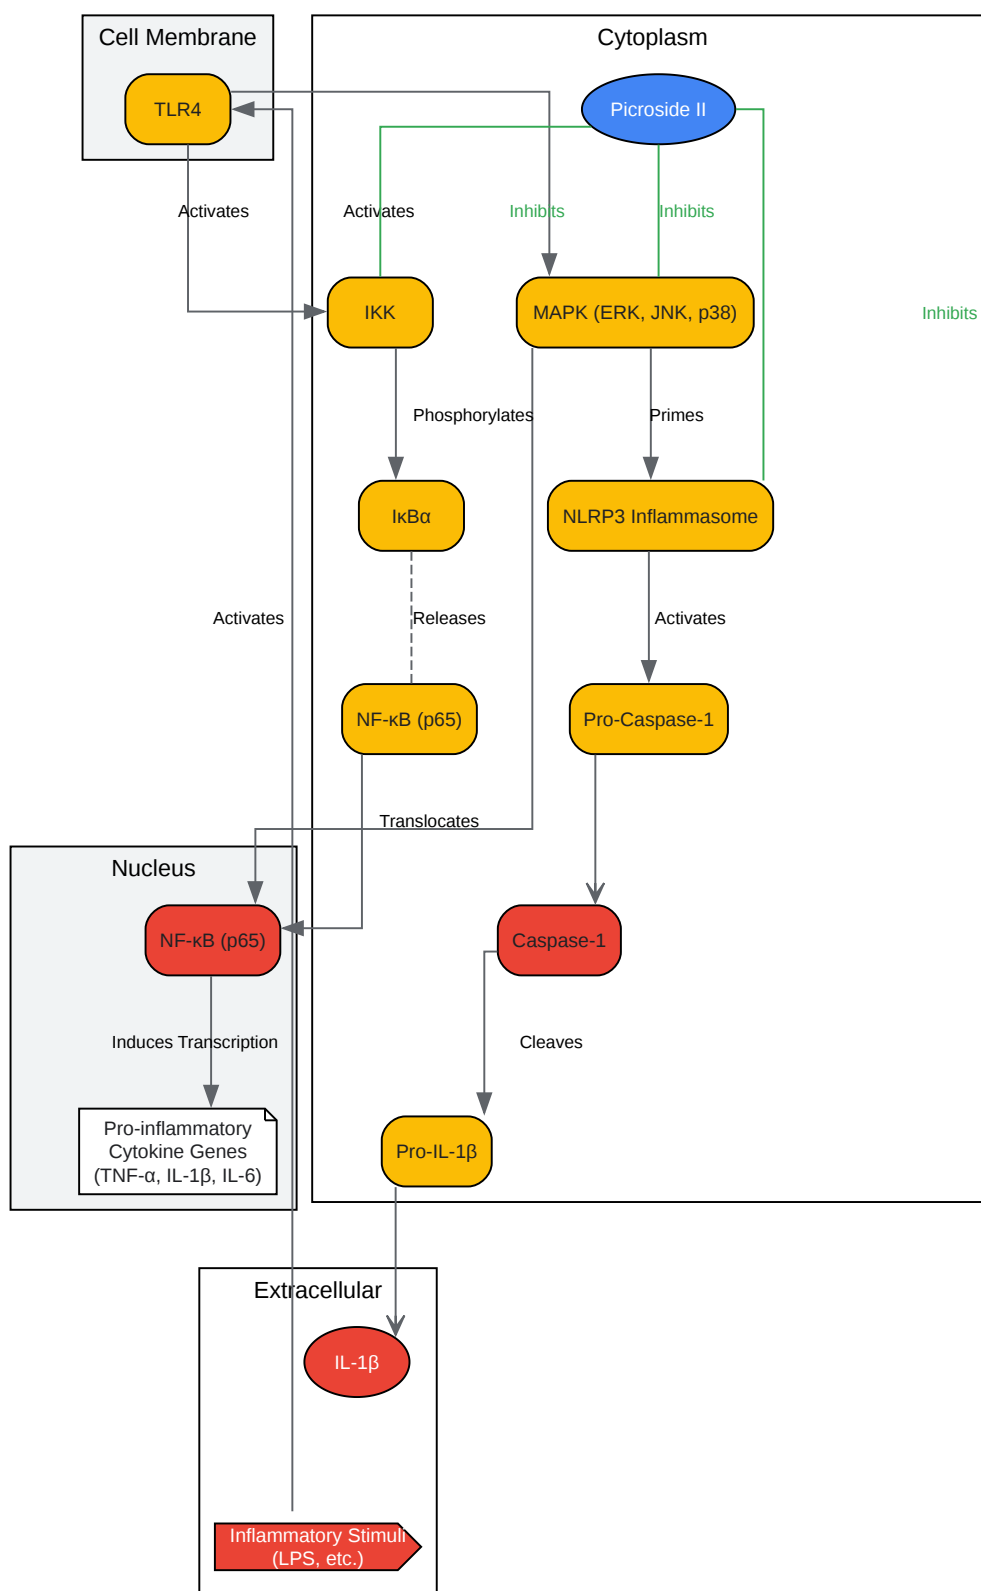 Cell Membrane
Cytoplasm
TLR4
Picroside II
Activates
Activates
Inhibits
Inhibits
IKK
MAPK (ERK, JNK, p38)
Inhibits
Phosphorylates
Primes
IκBα
NLRP3 Inflammasome
Activates
Releases
Activates
NF-κB (p65)
Pro-Caspase-1
Translocates
Nucleus
NF-κB (p65)
Caspase-1
Induces Transcription
Cleaves
Pro-inflammatory
Cytokine Genes
(TNF-α, IL-1β, IL-6)
Pro-IL-1β
Extracellular
IL-1β
Inflammatory Stimuli
(LPS, etc.)